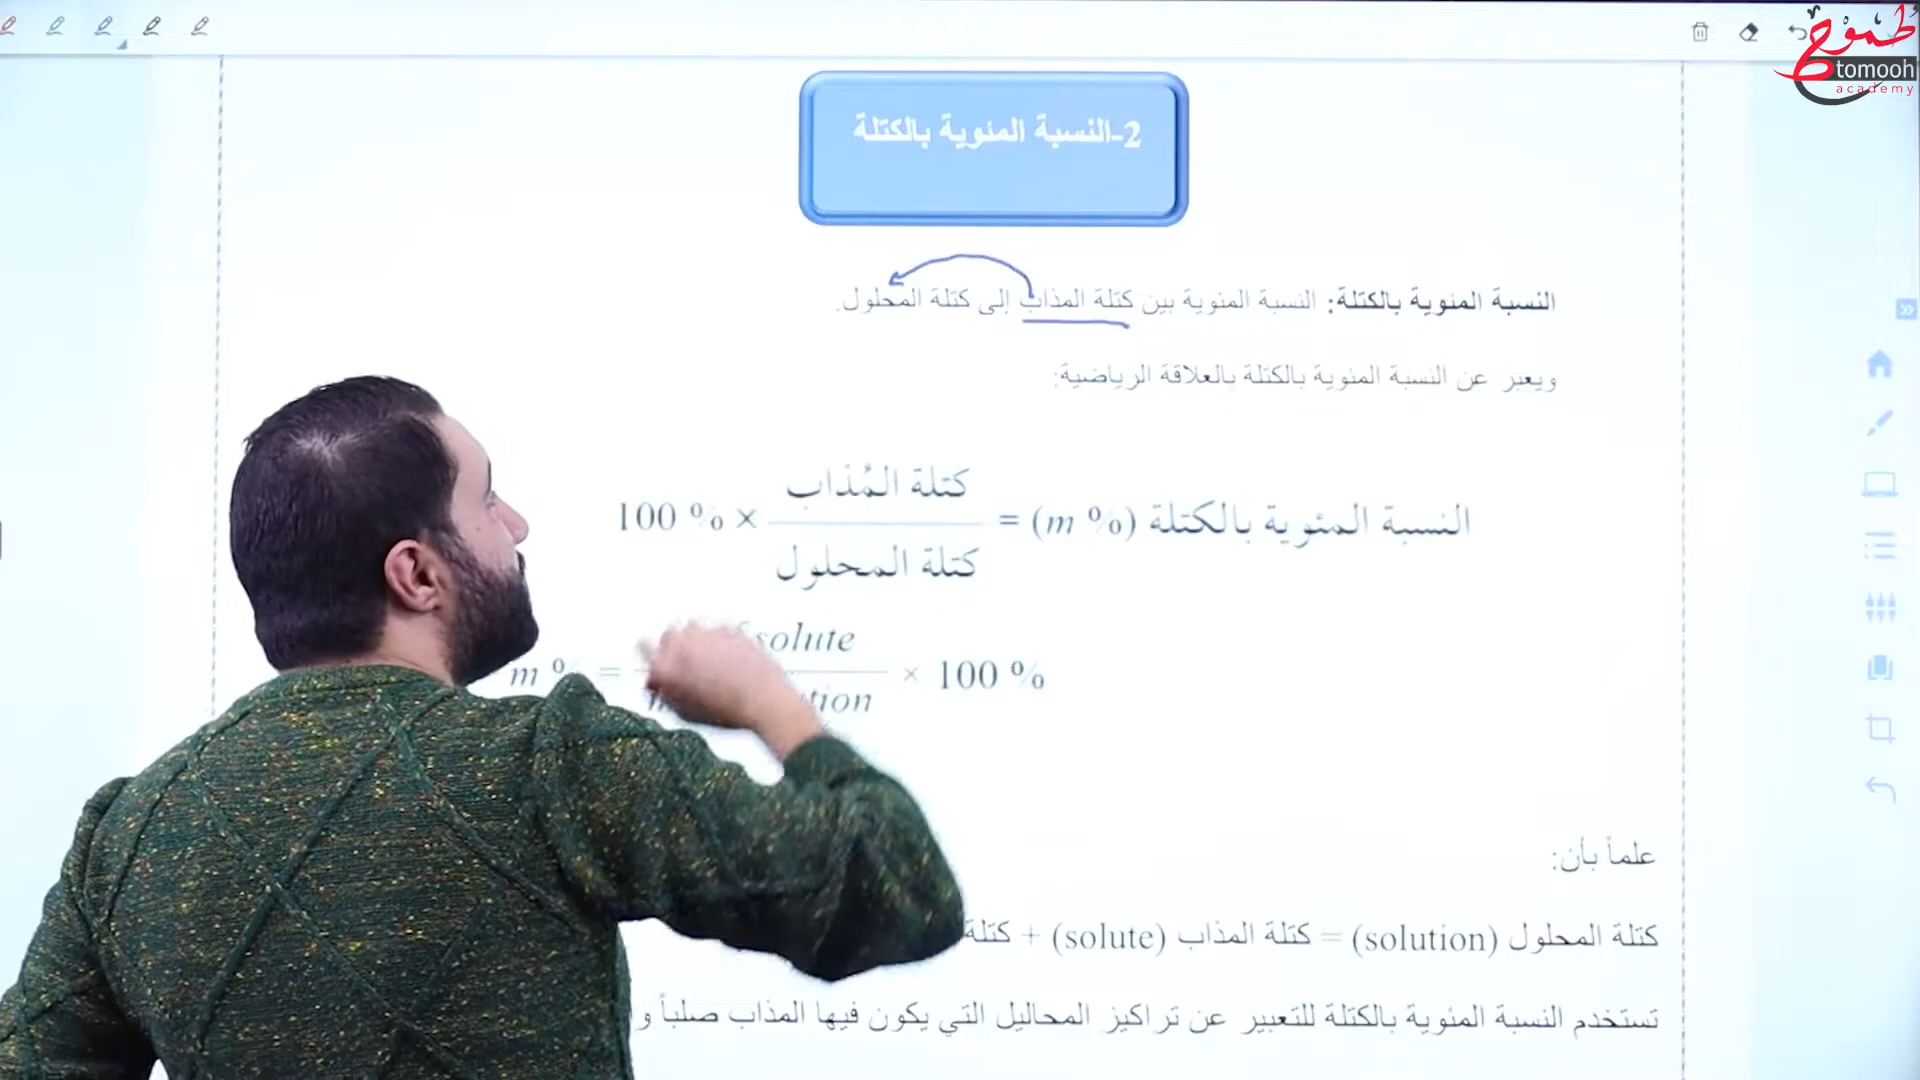 طموح
tomooh
academy
2-النسبة المئوية بالكتلة
النسبة المئوية بالكتلة: النسبة المئوية بين كتلة المذاب إلى كتلة المحلول.
ويعبر عن النسبة المئوية بالكتلة بالعلاقة الرياضية:
النسبة المئوية بالكتلة (m %) = كتلة المُذاب / كتلة المحلول × 100 %
m % = solute × 100 %
علماً بأن:
كتلة المحلول (solution) = كتلة المذاب (solute) + كتلة
تستخدم النسبة المئوية بالكتلة للتعبير عن تراكيز المحاليل التي يكون فيها المذاب صلباً و